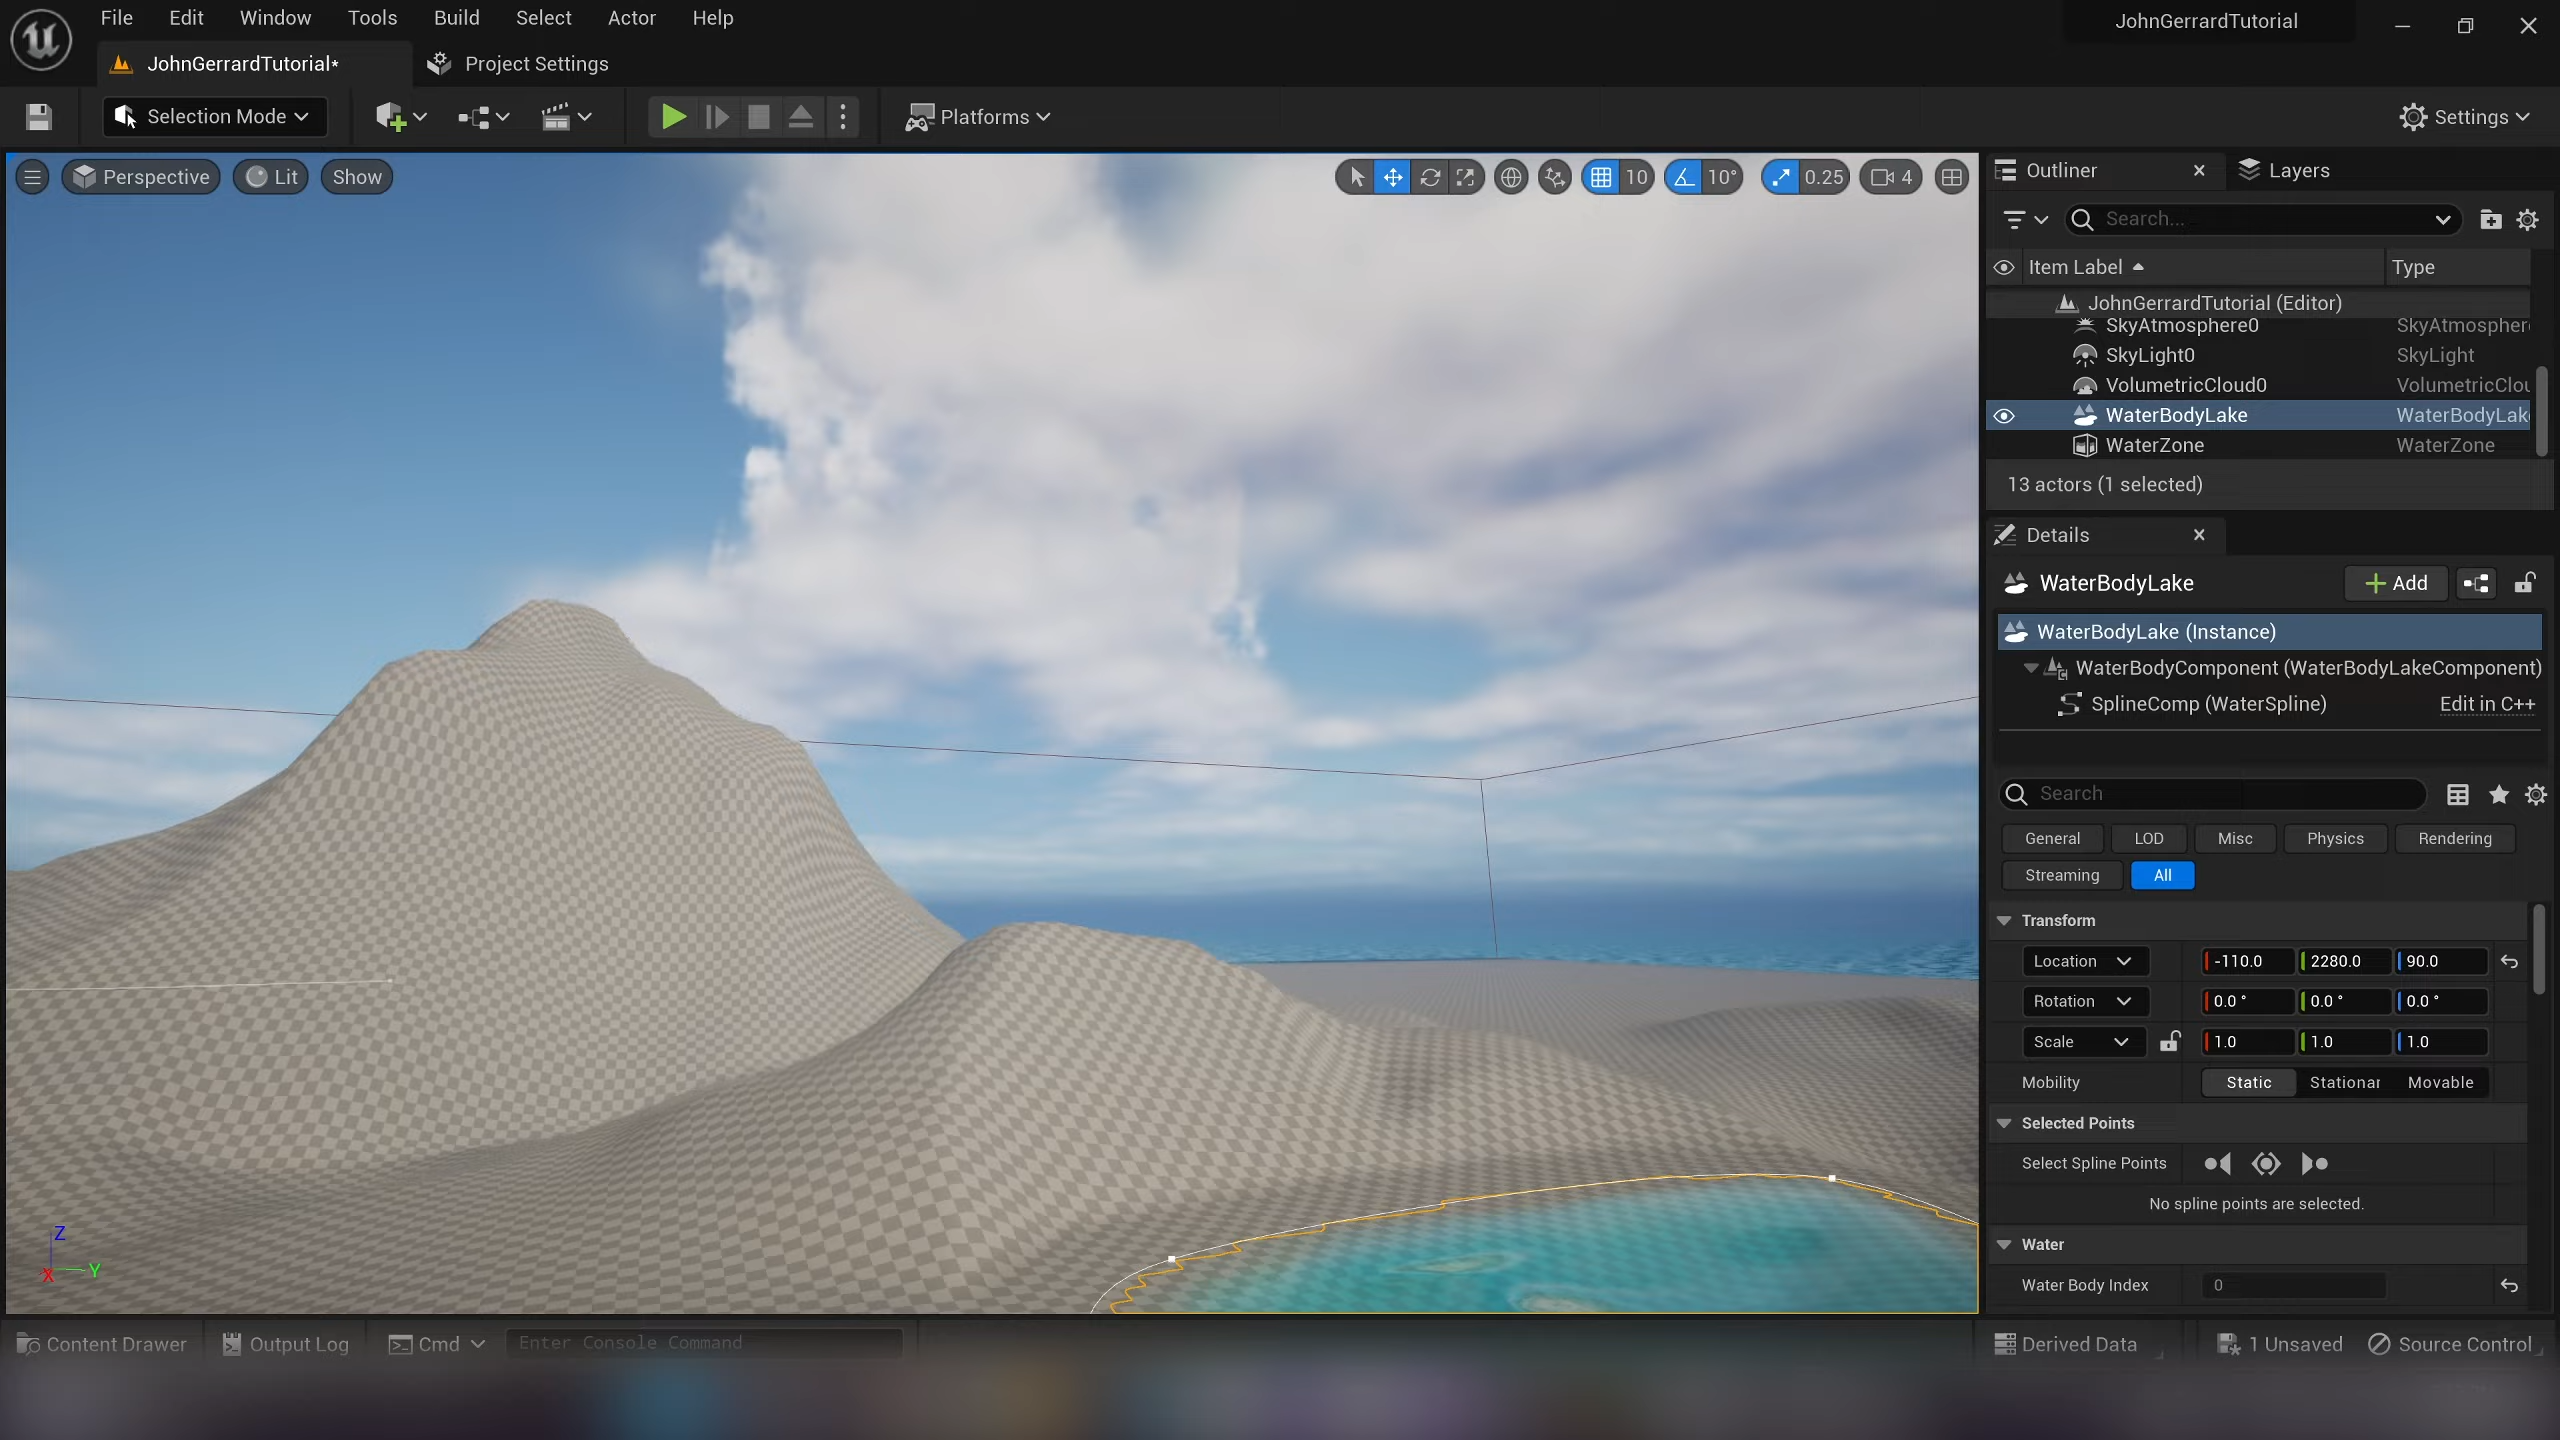 File Edit Window Tools Build Select Actor Help
JohnGerrardTutorial
JohnGerrardTutorial*
Project Settings
Selection Mode
Platforms
Settings
Perspective
Lit
Show
10
10°
0.25
4
Outliner
Layers
Search...
Item Label
Type
JohnGerrardTutorial (Editor)
SkyAtmosphere0 SkyAtmospher
SkyLight0 SkyLight
VolumetricCloud0 VolumetricClou
WaterBodyLake WaterBodyLak
WaterZone WaterZone
13 actors (1 selected)
Details
WaterBodyLake
Add
WaterBodyLake (Instance)
WaterBodyComponent (WaterBodyLakeComponent)
SplineComp (WaterSpline) Edit in C++
Search
General LOD Misc Physics Rendering
Streaming All
Transform
Location -110.0 2280.0 90.0
Rotation 0.0 ° 0.0 ° 0.0 °
Scale 1.0 1.0 1.0
Mobility Static Stationar Movable
Selected Points
Select Spline Points
No spline points are selected.
Water
Water Body Index 0
Z
X
Y
Content Drawer
Output Log
Cmd
Enter Console Command
Derived Data
1 Unsaved
Source Control